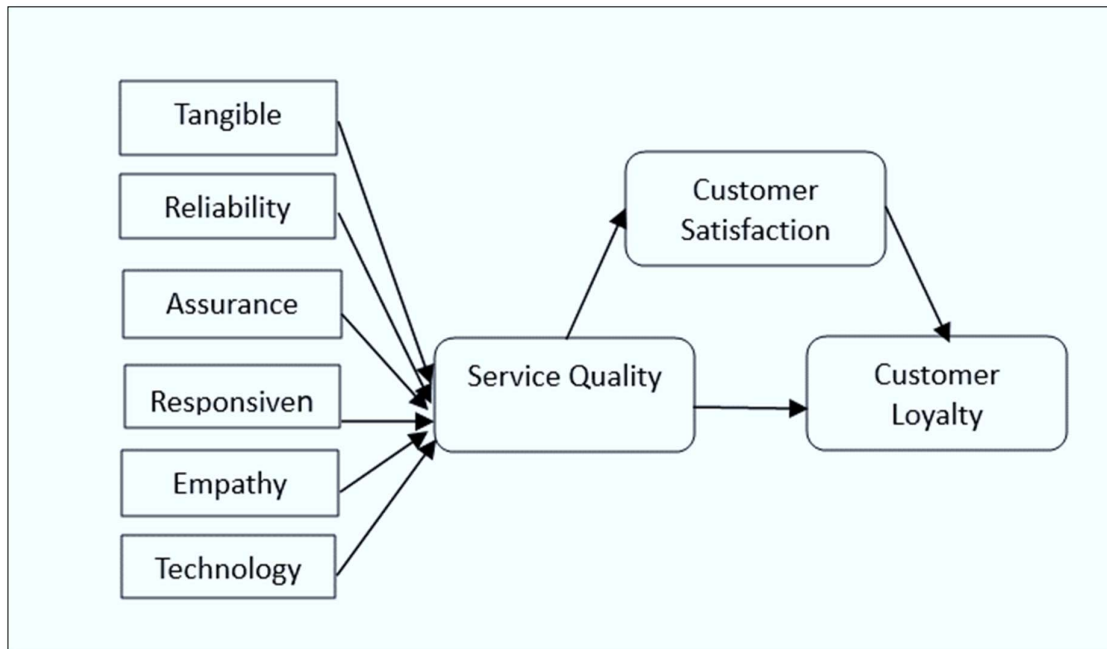 Tangible
Reliability
Assurance
Responsiven
Empathy
Technology
Service Quality
Customer
Satisfaction
Customer
Loyalty